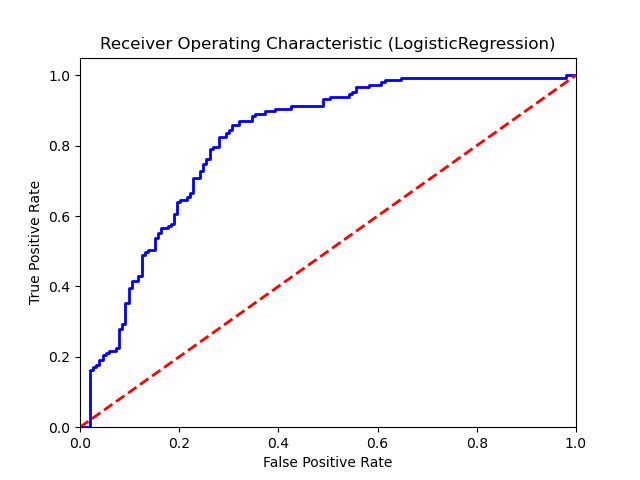 Receiver Operating Characteristic (LogisticRegression)
1.0
0.8
0.6
0.4
0.2
0.0
True Positive Rate
0.0 0.2 0.4 0.6 0.8 1.0
False Positive Rate